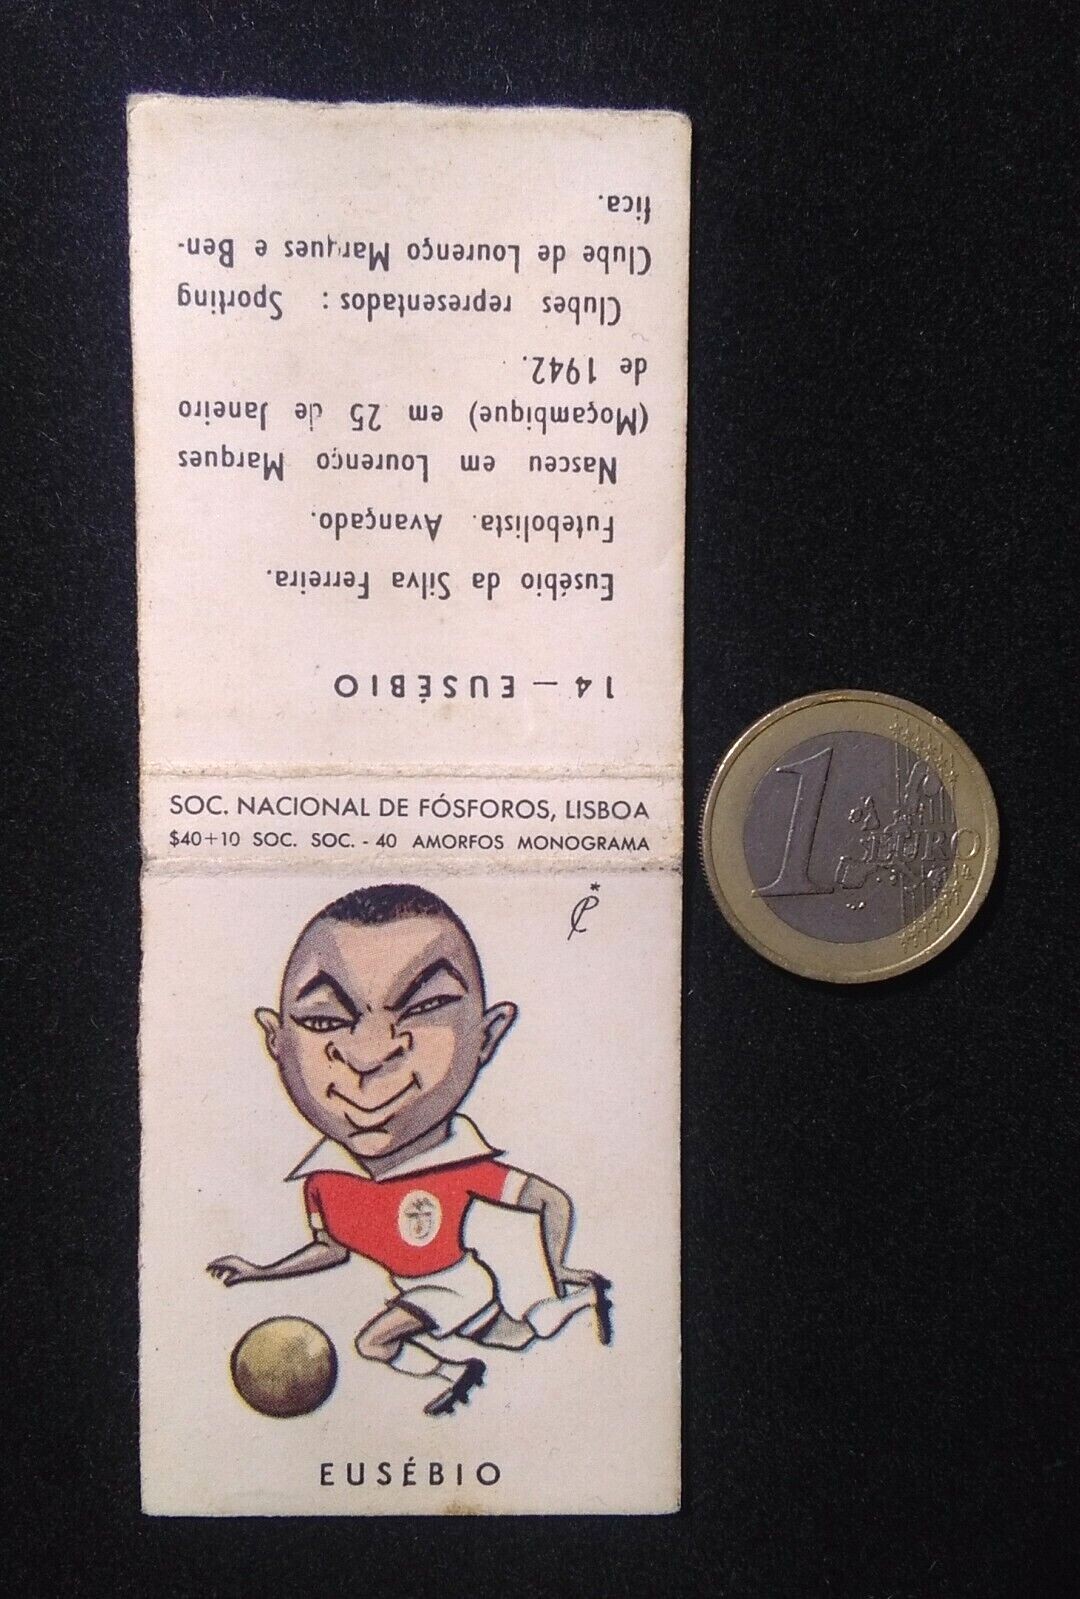 14 — EUSÉBIO
Eusébio da Silva Ferreira.
Futebolista. Avançado.
Nasceu em Lourenço Marques
(Moçambique) em 25 de Janeiro
de 1942.
Clubes representados: Sporting
Clube de Lourenço Marques e Ben-
fica.
SOC. NACIONAL DE FÓSFOROS, LISBOA
$40+10 SOC. SOC. - 40 AMORFOS MONOGRAMA
EUSÉBIO
1 EURO